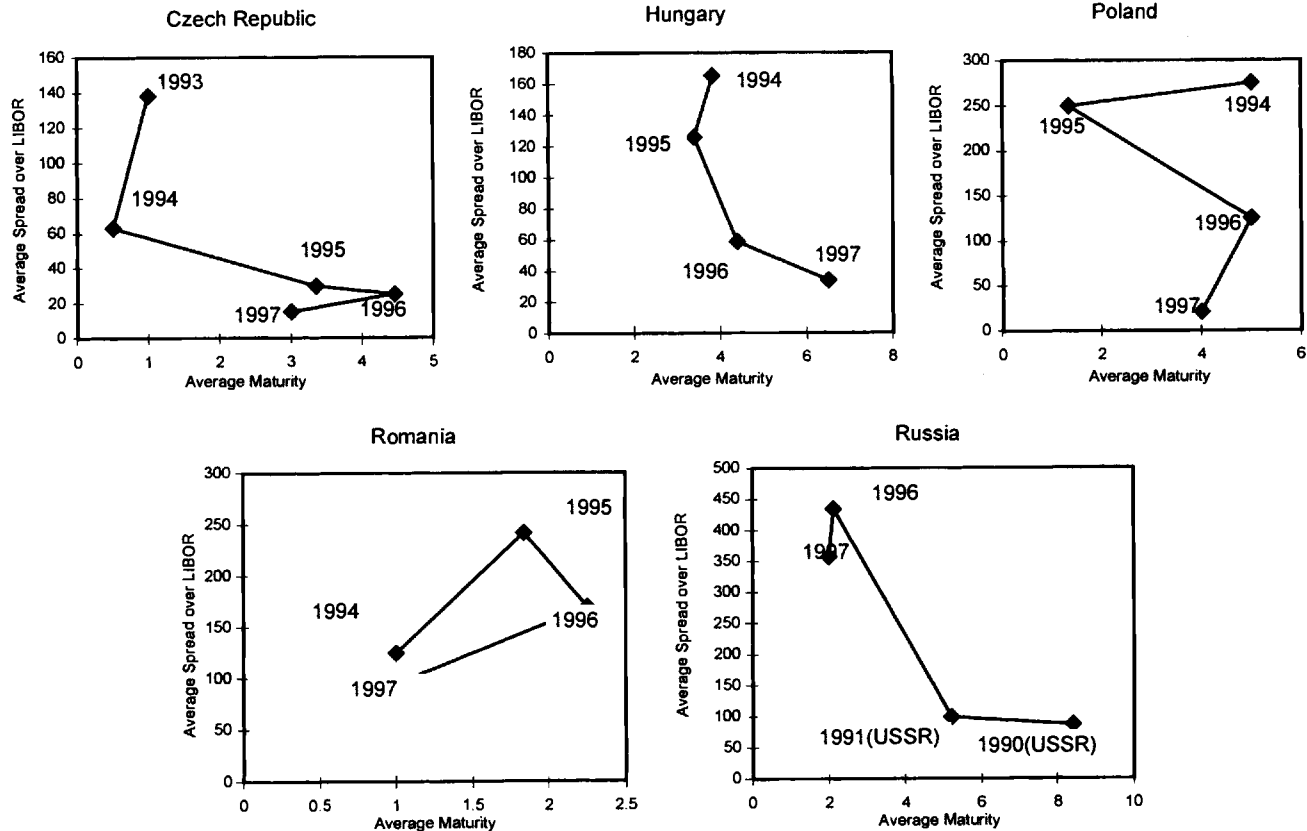 Czech Republic
Average Spread over LIBOR
160
140
120
100
80
60
40
20
0
1993
1994
1995
1996
1997
0 1 2 3 4 5
Average Maturity
Hungary
Average Spread over LIBOR
180
160
140
120
100
80
60
40
20
0
1994
1995
1996
1997
0 2 4 6 8
Average Maturity
Poland
Average Spread over LIBOR
300
250
200
150
100
50
0
1994
1995
1996
1997
0 2 4 6
Average Maturity
Romania
Average Spread over LIBOR
300
250
200
150
100
50
0
1995
1994
1996
1997
0 0.5 1 1.5 2 2.5
Average Maturity
Russia
Average Spread over LIBOR
500
450
400
350
300
250
200
150
100
50
0
1996
1997
1991(USSR)
1990(USSR)
0 2 4 6 8 10
Average Maturity